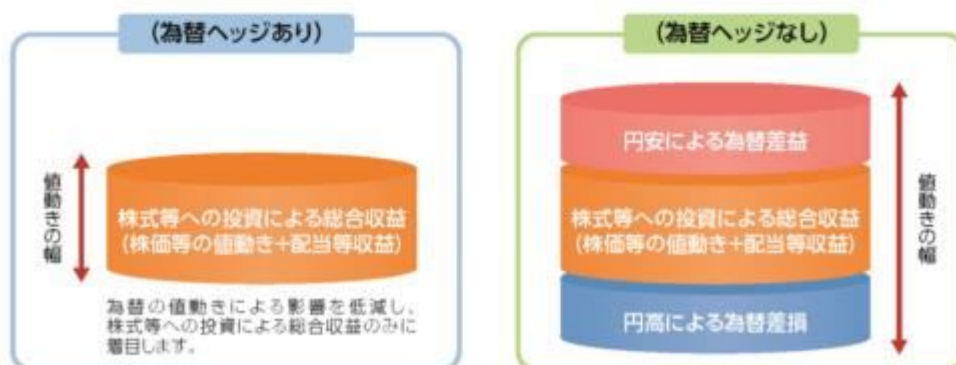 (為替ヘッジあり)
値動きの幅
株式等への投資による総合収益
(株価等の値動き+配当等収益)
為替の値動きによる影響を低減し、
株式等への投資による総合収益のみに
着目します。
(為替ヘッジなし)
円安による為替差益
株式等への投資による総合収益
(株価等の値動き+配当等収益)
円高による為替差損
値動きの幅